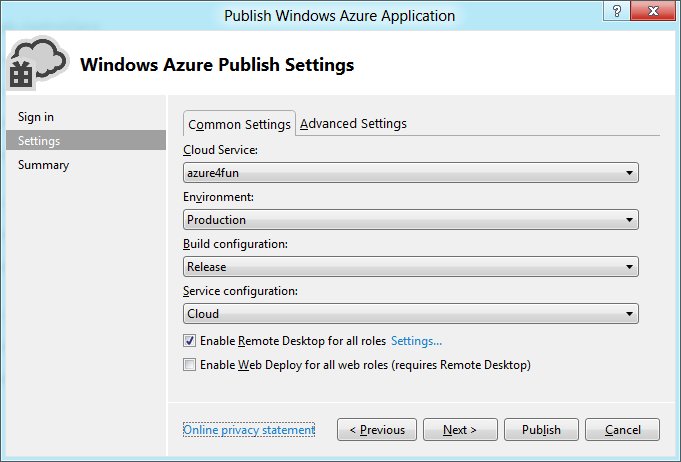 Publish Windows Azure Application
?
Windows Azure Publish Settings
Sign in
Settings
Summary
Common Settings
Advanced Settings
Cloud Service:
azure4fun
Environment:
Production
Build configuration:
Release
Service configuration:
Cloud
Enable Remote Desktop for all roles Settings...
Enable Web Deploy for all web roles (requires Remote Desktop)
Online privacy statement
< Previous
Next >
Publish
Cancel